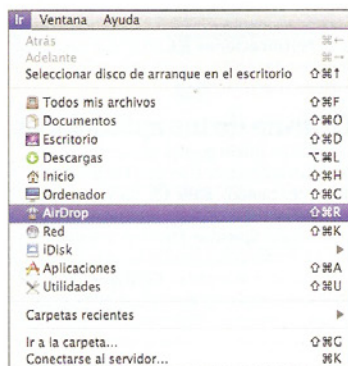 Ir Ventana Ayuda
Atrás ⌘←
Adelante ⌘→
Seleccionar disco de arranque en el escritorio ⇧⌘↑
Todos mis archivos ⇧⌘F
Documentos ⇧⌘O
Escritorio ⇧⌘D
Descargas ⌥⌘L
Inicio ⇧⌘H
Ordenador ⇧⌘C
AirDrop ⇧⌘R
Red ⇧⌘K
iDisk ▶
Aplicaciones ⇧⌘A
Utilidades ⇧⌘U
Carpetas recientes ▶
Ir a la carpeta... ⇧⌘G
Conectarse al servidor... ⌘K